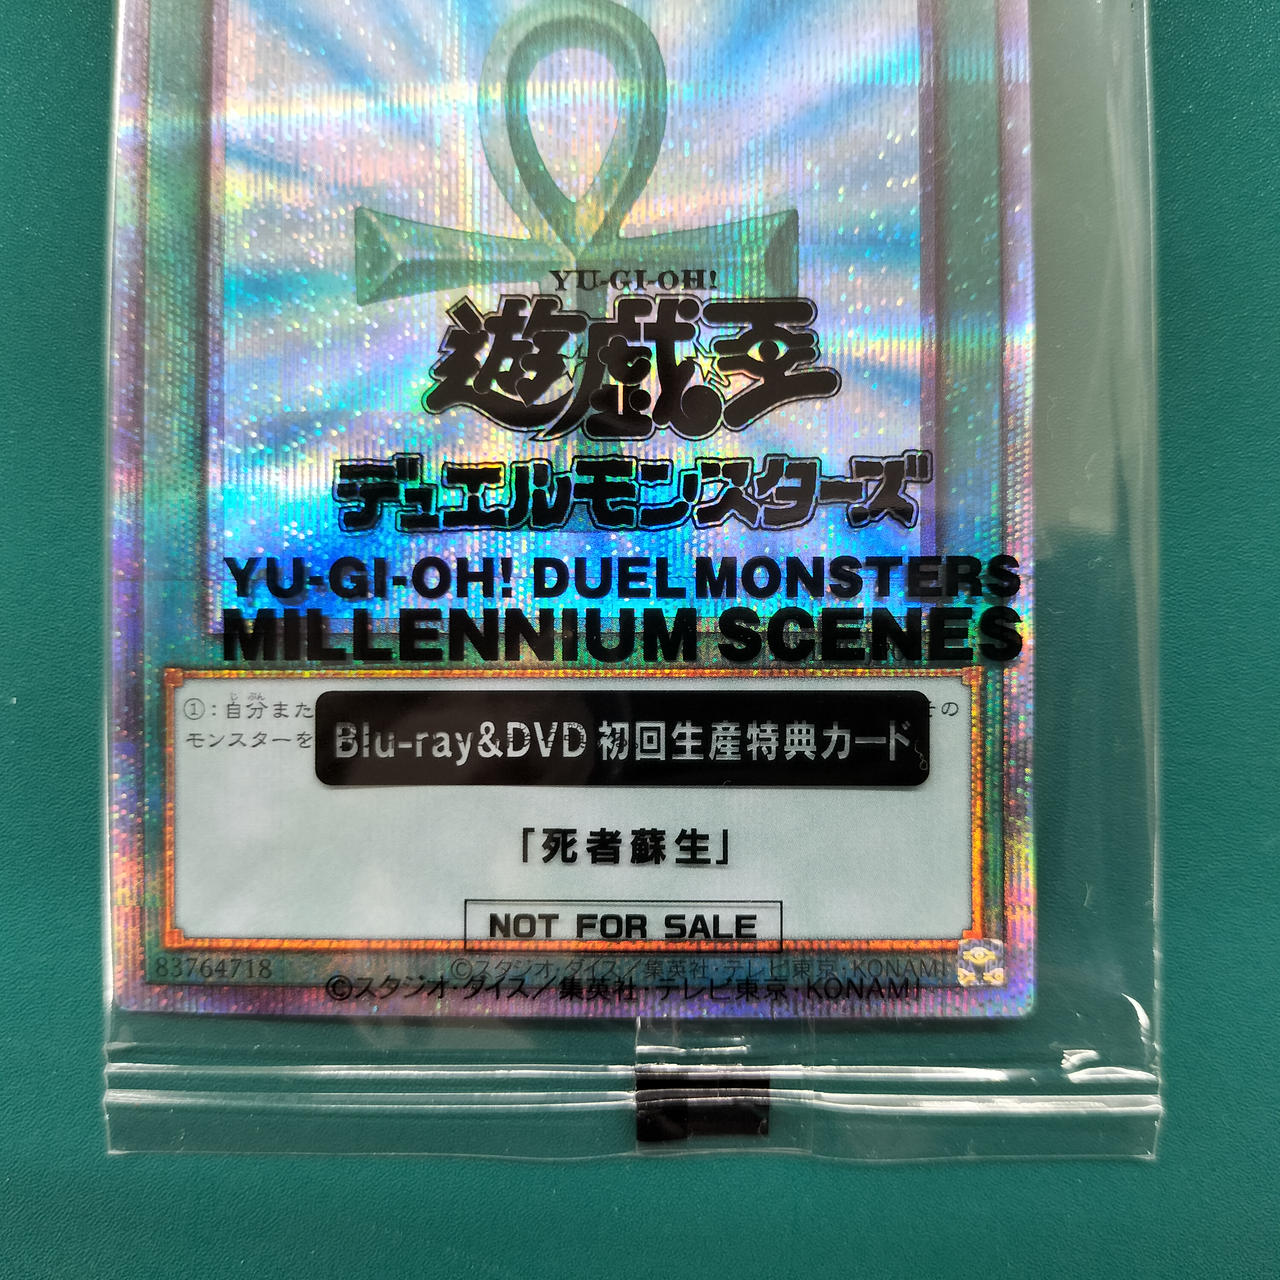 YU-GI-OH!
遊戯王
デュエルモンスターズ
YU-GI-OH! DUEL MONSTERS
MILLENNIUM SCENES
①:自分また
その
モンスターを
Blu-ray&DVD 初回生産特典カード
「死者蘇生」
NOT FOR SALE
83764718
©スタジオ・ダイス/集英社・テレビ東京・KONAMI
©スタジオ・ダイス/集英社・テレビ東京・KONAMI